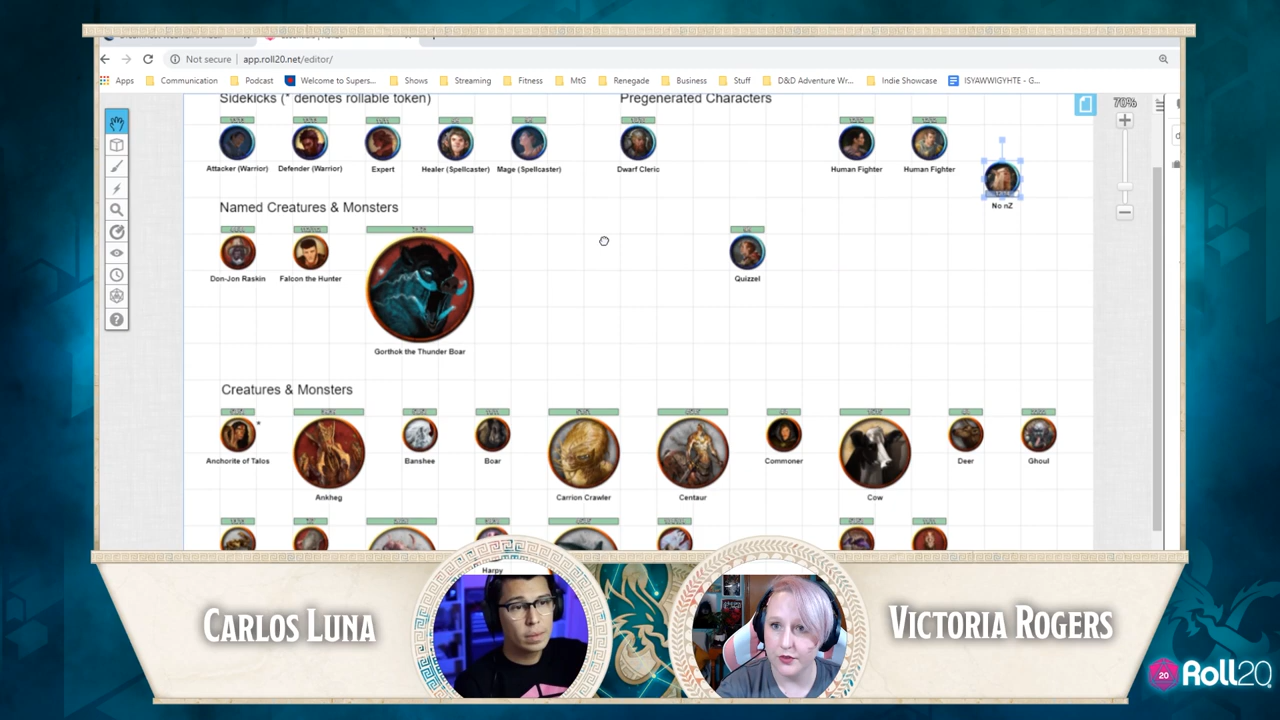 Not secure | app.roll20.net/editor/
Apps Communication Podcast Welcome to Supers... Shows Streaming Fitness MtG Renegade Business Stuff D&D Adventure Wr... Indie Showcase ISYAWWIGYHTE - G...
Sidekicks (* denotes rollable token) Pregenerated Characters 70%
Attacker (Warrior) Defender (Warrior) Expert Healer (Spellcaster) Mage (Spellcaster) Dwarf Cleric Human Fighter Human Fighter
No nZ
Named Creatures & Monsters
Don-Jon Raskin Falcon the Hunter Quizzel
Gorthok the Thunder Boar
Creatures & Monsters
*
Anchorite of Talos Banshee Boar Commoner Deer Ghoul
Ankheg Carrion Crawler Centaur Cow
Harpy
CARLOS LUNA VICTORIA ROGERS
20 Roll20